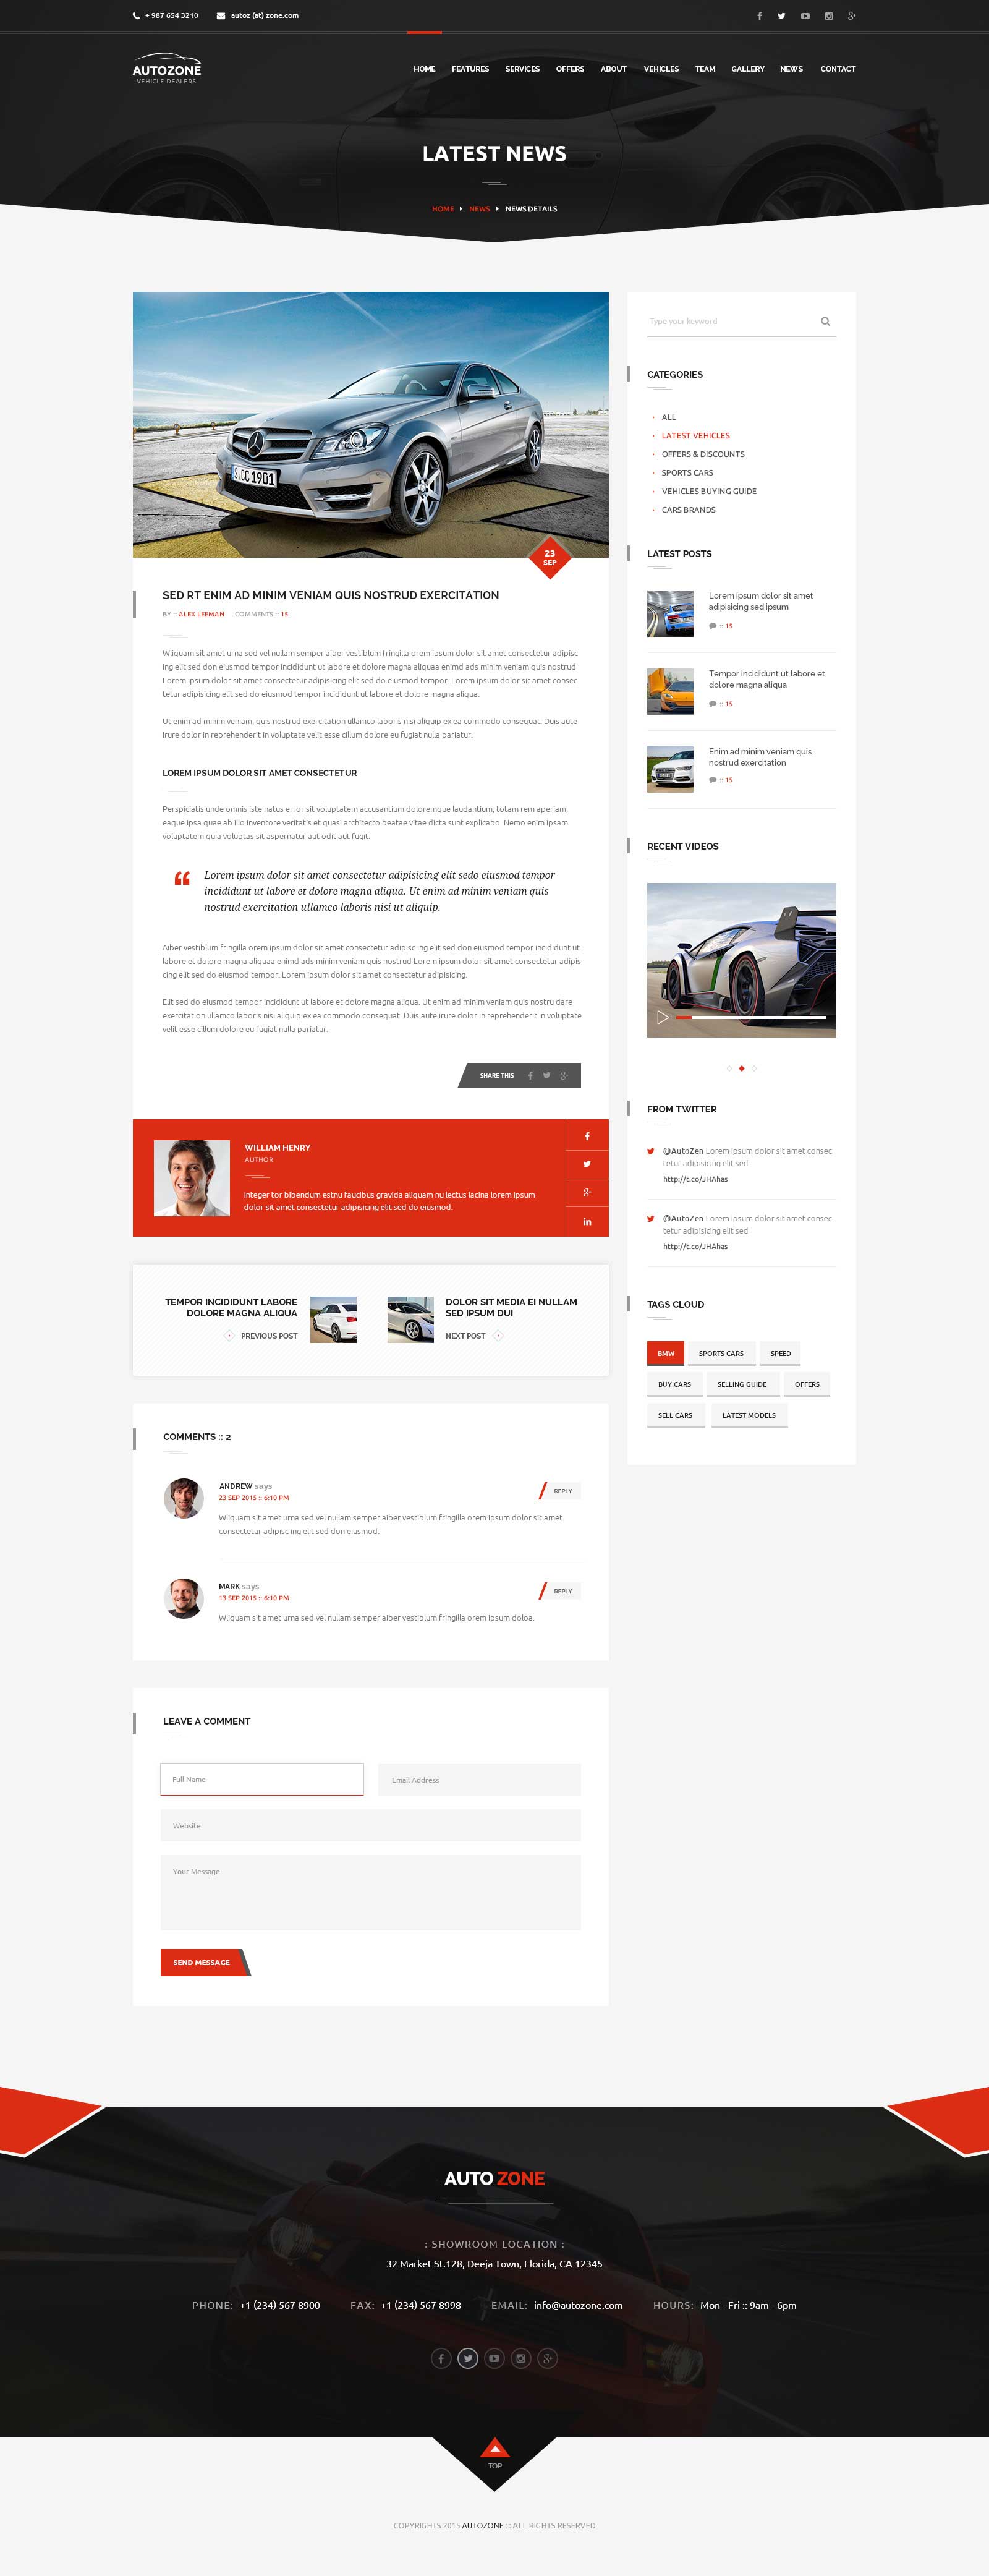 + 987 654 3210 autoz (at) zone.com
AUTOZONE
VEHICLE DEALERS
HOME FEATURES SERVICES OFFERS ABOUT VEHICLES TEAM GALLERY NEWS CONTACT
LATEST NEWS
HOME NEWS NEWS DETAILS
S CC 1901
23
SEP
SED RT ENIM AD MINIM VENIAM QUIS NOSTRUD EXERCITATION
BY :: ALEX LEEMAN COMMENTS :: 15
Wliquam sit amet urna sed vel nullam semper aiber vestibulum fringilla orem ipsum dolor sit amet consectetur adipisc
ing elit sed don eiusmod tempor incididunt ut labore et dolore magna aliquaa enimd ads minim veniam quis nostrud
Lorem ipsum dolor sit amet consectetur adipisicing elit sed do eiusmod tempor. Lorem ipsum dolor sit amet consec
tetur adipisicing elit sed do eiusmod tempor incididunt ut labore et dolore magna aliqua.
Ut enim ad minim veniam, quis nostrud exercitation ullamco laboris nisi aliquip ex ea commodo consequat. Duis aute
irure dolor in reprehenderit in voluptate velit esse cillum dolore eu fugiat nulla pariatur.
LOREM IPSUM DOLOR SIT AMET CONSECTETUR
Perspiciatis unde omnis iste natus error sit voluptatem accusantium doloremque laudantium, totam rem aperiam,
eaque ipsa quae ab illo inventore veritatis et quasi architecto beatae vitae dicta sunt explicabo. Nemo enim ipsam
voluptatem quia voluptas sit aspernatur aut odit aut fugit.
Lorem ipsum dolor sit amet consectetur adipisicing elit sedo eiusmod tempor
incididunt ut labore et dolore magna aliqua. Ut enim ad minim veniam quis
nostrud exercitation ullamco laboris nisi ut aliquip.
Aiber vestiblum fringilla orem ipsum dolor sit amet consectetur adipisc ing elit sed don eiusmod tempor incididunt ut
labore et dolore magna aliquaa enimd ads minim veniam quis nostrud Lorem ipsum dolor sit amet consectetur adipis
cing elit sed do eiusmod tempor. Lorem ipsum dolor sit amet consectetur adipisicing.
Elit sed do eiusmod tempor incididunt ut labore et dolore magna aliqua. Ut enim ad minim veniam quis nostru dare
exercitation ullamco laboris nisi aliquip ex ea commodo consequat. Duis aute irure dolor in reprehenderit in voluptate
velit esse cillum dolore eu fugiat nulla pariatur.
SHARE THIS
WILLIAM HENRY
AUTHOR
Integer tor bibendum estnu faucibus gravida aliquam nu lectus lacina lorem ipsum
dolor sit amet consectetur adipisicing elit sed do eiusmod.
TEMPOR INCIDIDUNT LABORE
DOLORE MAGNA ALIQUA
PREVIOUS POST
DOLOR SIT MEDIA EI NULLAM
SED IPSUM DUI
NEXT POST
COMMENTS :: 2
ANDREW says
23 SEP 2015 :: 6:10 PM
REPLY
Wliquam sit amet urna sed vel nullam semper aiber vestibulum fringilla orem ipsum dolor sit amet
consectetur adipisc ing elit sed don eiusmod.
MARK says
13 SEP 2015 :: 6:10 PM
REPLY
Wliquam sit amet urna sed vel nullam semper aiber vestibulum fringilla orem ipsum doloa.
LEAVE A COMMENT
Full Name Email Address
Website
Your Message
SEND MESSAGE
Type your keyword
CATEGORIES
ALL
LATEST VEHICLES
OFFERS & DISCOUNTS
SPORTS CARS
VEHICLES BUYING GUIDE
CARS BRANDS
LATEST POSTS
Lorem ipsum dolor sit amet
adipisicing sed ipsum
:: 15
Tempor incididunt ut labore et
dolore magna aliqua
:: 15
Enim ad minim veniam quis
nostrud exercitation
:: 15
RECENT VIDEOS
FROM TWITTER
@AutoZen Lorem ipsum dolor sit amet consec
tetur adipisicing elit sed
http://t.co/JHAhas
@AutoZen Lorem ipsum dolor sit amet consec
tetur adipisicing elit sed
http://t.co/JHAhas
TAGS CLOUD
BMW SPORTS CARS SPEED
BUY CARS SELLING GUIDE OFFERS
SELL CARS LATEST MODELS
AUTO ZONE
: SHOWROOM LOCATION :
32 Market St.128, Deeja Town, Florida, CA 12345
PHONE: +1 (234) 567 8900 FAX: +1 (234) 567 8998 EMAIL: info@autozone.com HOURS: Mon - Fri :: 9am - 6pm
TOP
COPYRIGHTS 2015 AUTOZONE : : ALL RIGHTS RESERVED